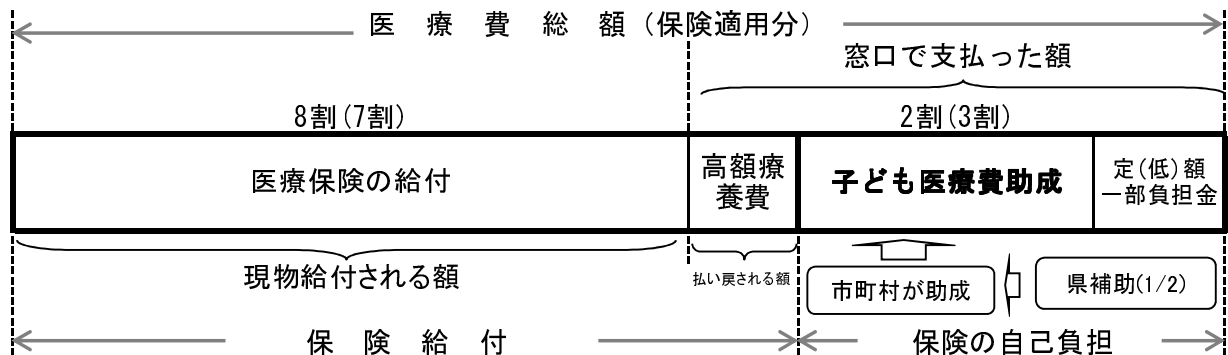 医療費総額(保険適用分)
窓口で支払った額
8割(7割)
2割(3割)
医療保険の給付
高額療
養費
子ども医療費助成
定(低)額
一部負担金
現物給付される額
払い戻される額
市町村が助成
県補助(1/2)
保険給付
保険の自己負担